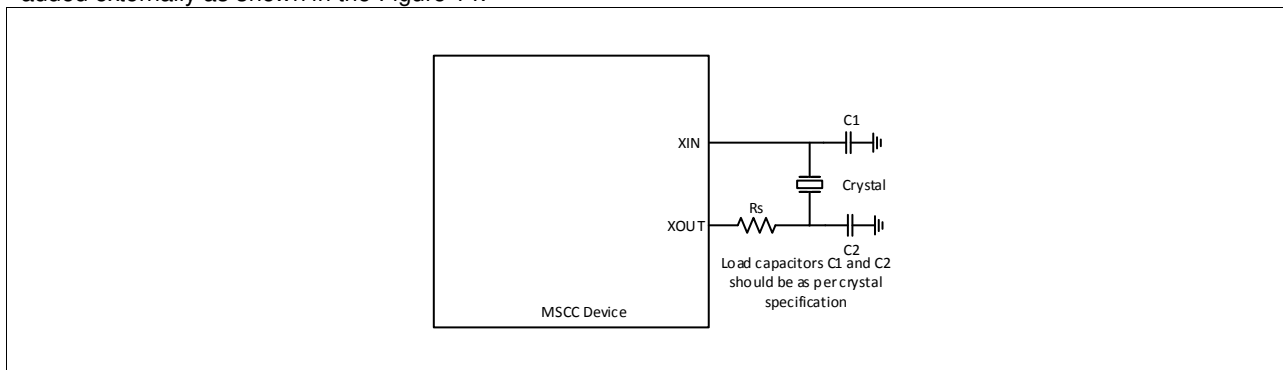 added externally as shown in the Figure
C1
XIN
Crystal
Rs
XOUT
C2
Load capacitors C1 and C2
should be as per crystal
specification
MSCC Device